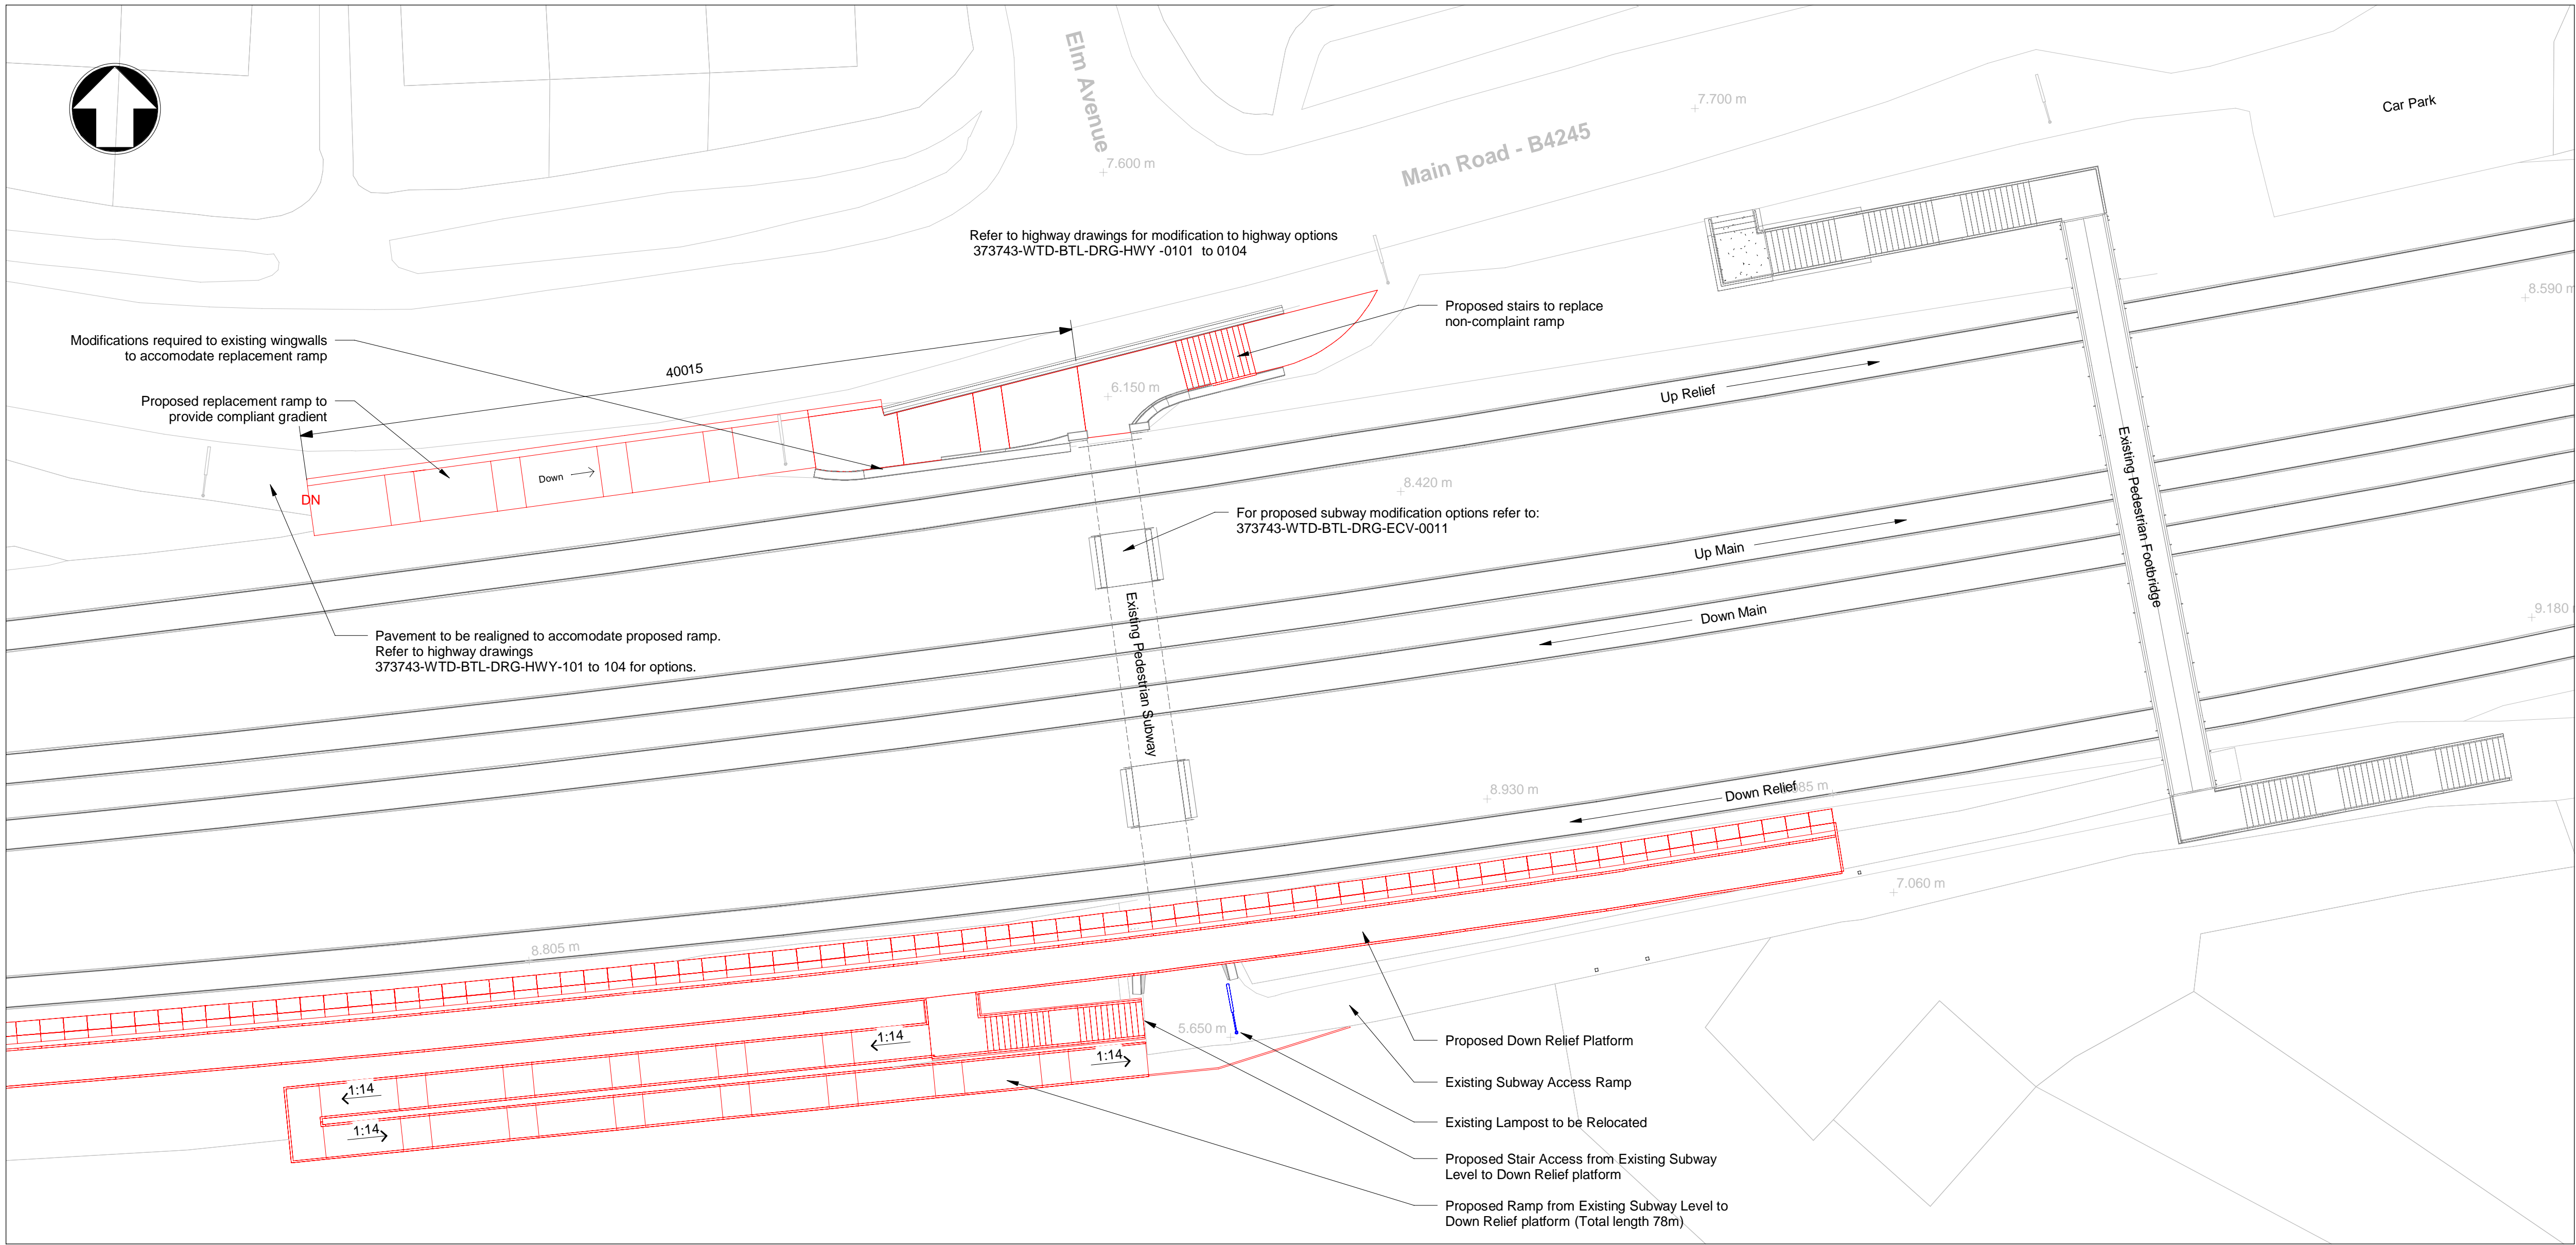 Elm Avenue
Main Road - B4245
7.700 m
7.600 m
Car Park
Refer to highway drawings for modification to highway options
373743-WTD-BTL-DRG-HWY -0101 to 0104
Proposed stairs to replace
non-complaint ramp
Modifications required to existing wingwalls
to accomodate replacement ramp
40015
6.150 m
Proposed replacement ramp to
provide compliant gradient
Down
DN
8.590 m
Up Relief
8.420 m
For proposed subway modification options refer to:
373743-WTD-BTL-DRG-ECV-0011
Up Main
Existing Pedestrian Footbridge
9.180
Down Main
Existing Pedestrian Subway
Pavement to be realigned to accomodate proposed ramp.
Refer to highway drawings
373743-WTD-BTL-DRG-HWY-101 to 104 for options.
8.930 m
Down Relief
7.060 m
8.805 m
5.650 m
1:14
1:14
1:14
1:14
Proposed Down Relief Platform
Existing Subway Access Ramp
Existing Lampost to be Relocated
Proposed Stair Access from Existing Subway
Level to Down Relief platform
Proposed Ramp from Existing Subway Level to
Down Relief platform (Total length 78m)